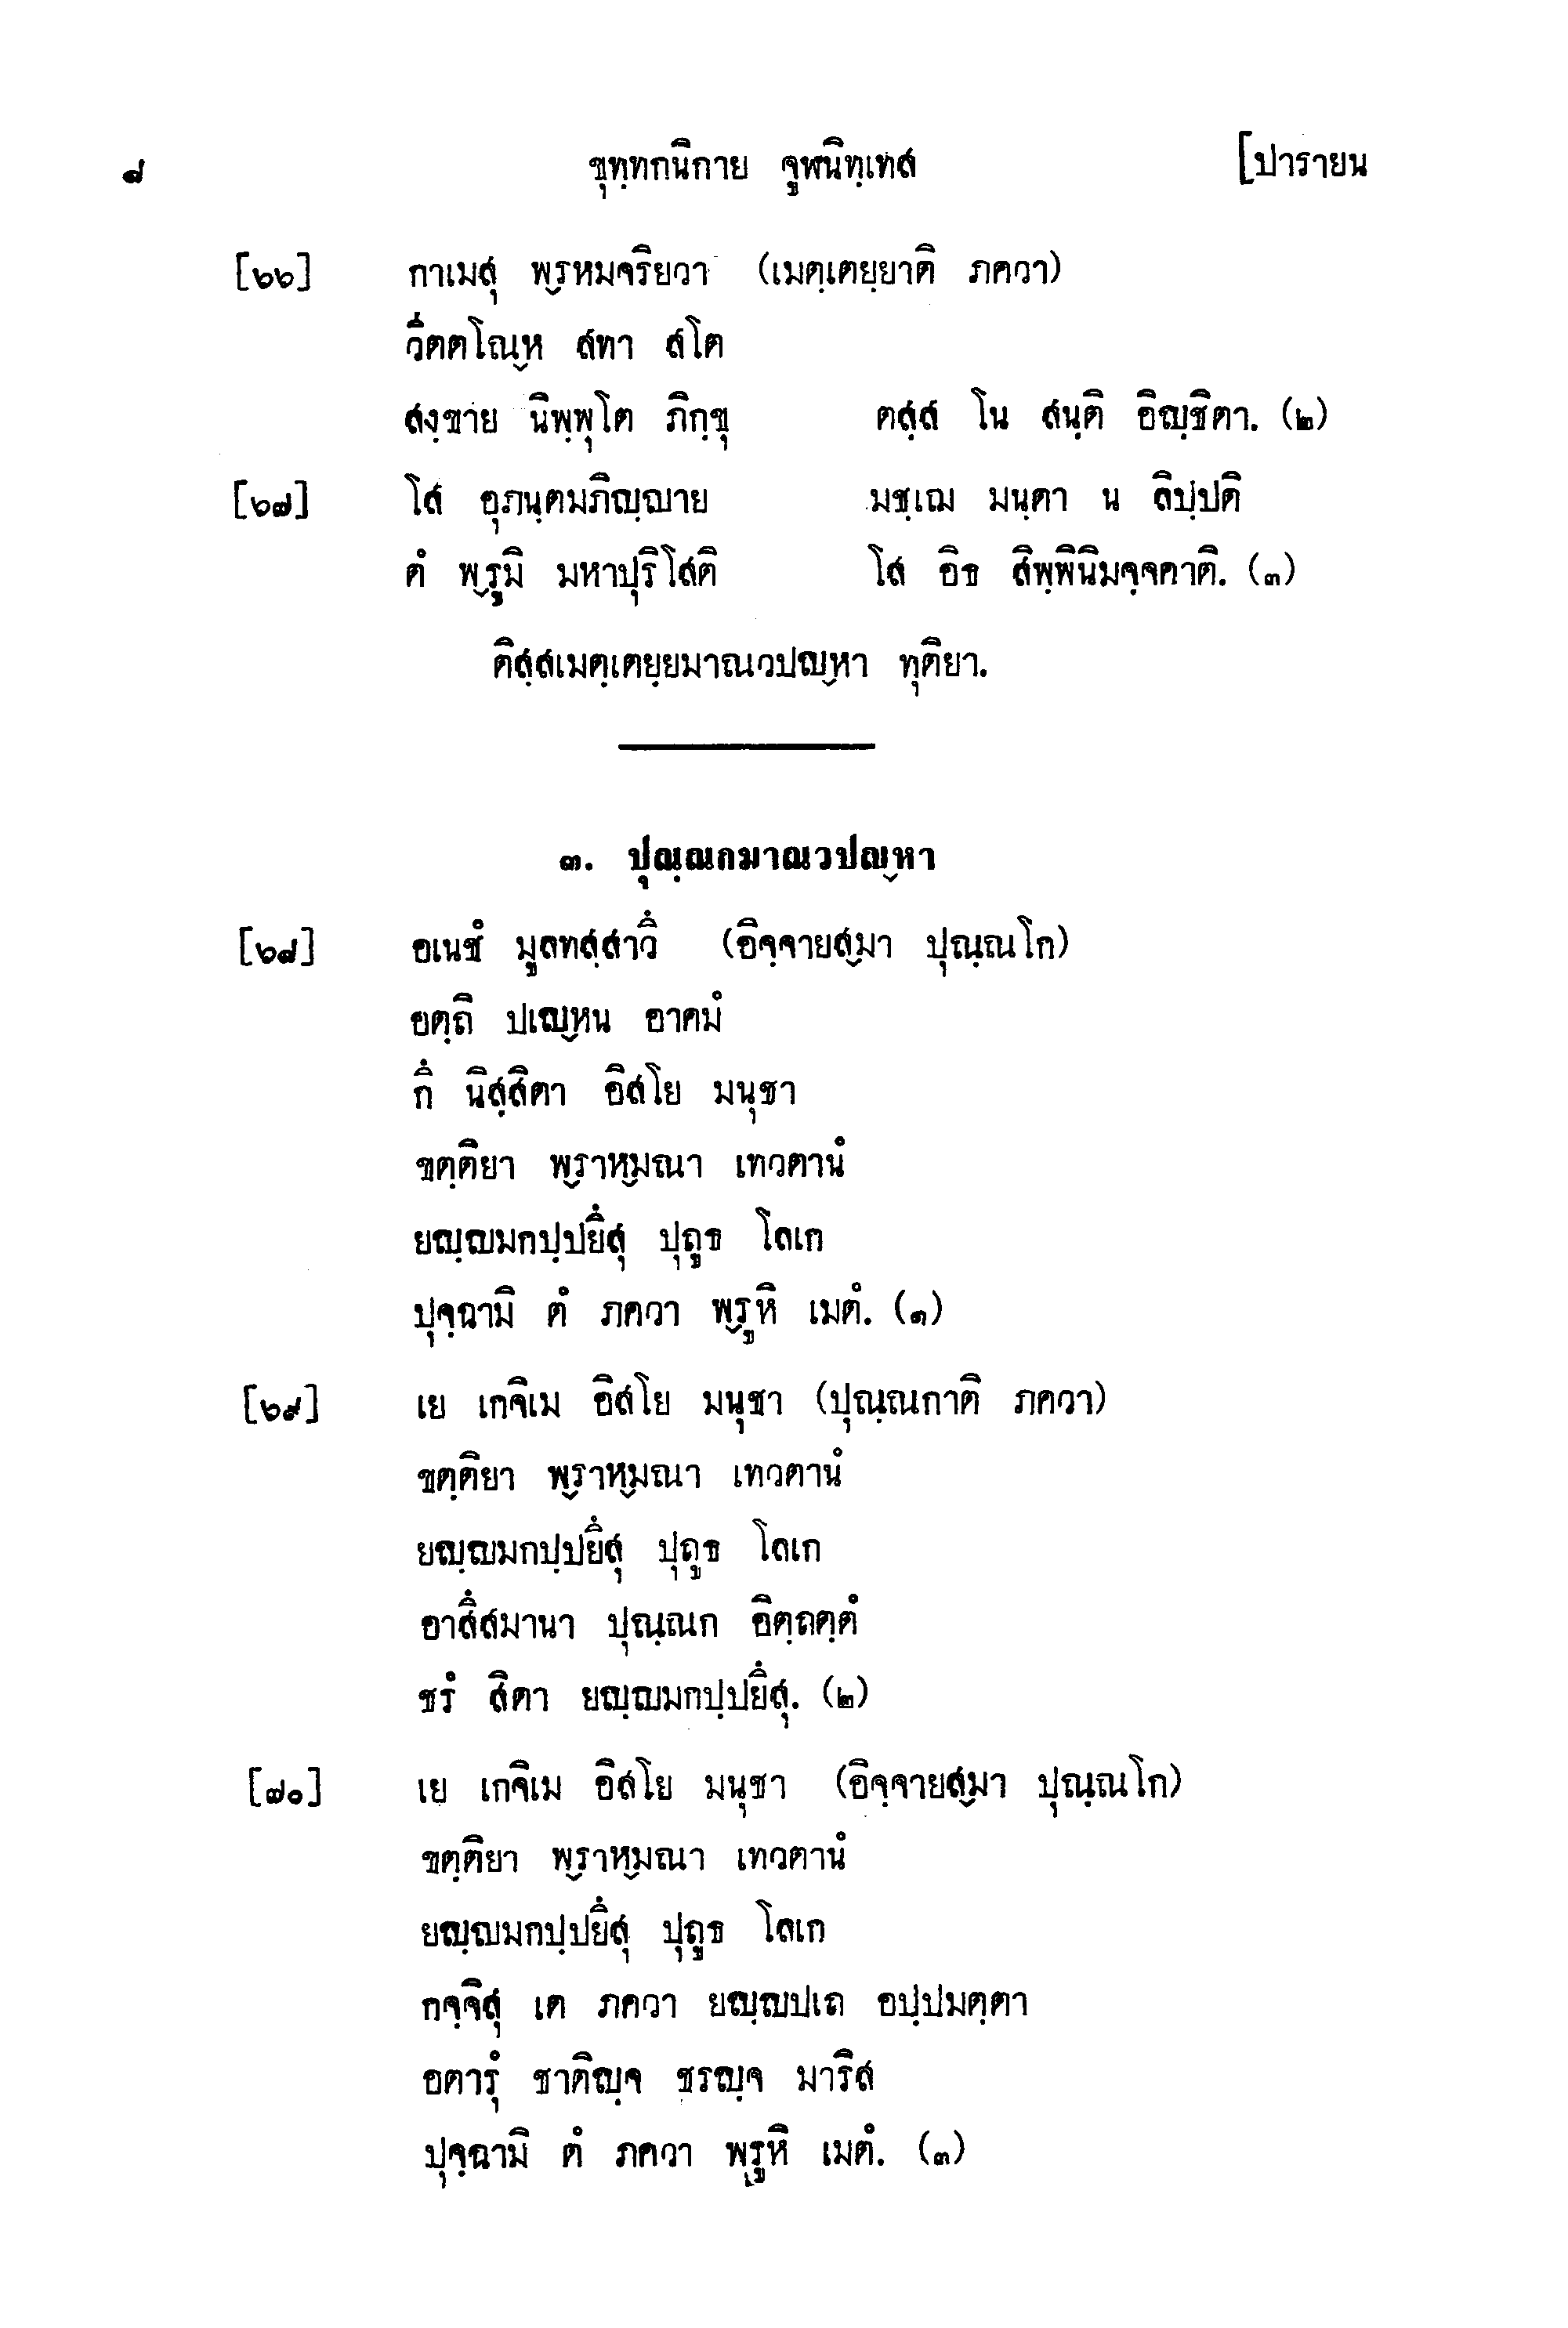 ๘ ขุทฺทกนิกาย จูฬนิทฺเทส [ปารายน
[๖๖] กาเมสุ พฺรหมจริยวา (เมตฺเตยฺยาติ ภควา)
วีตตโณฺห สทา สโต
สงฺขาย นิพฺพุโต ภิกฺขุ ตสฺส โน สนฺติ อิญฺชิตา. (๒)
[๖๗] โส อุภนฺตมภิญฺญาย มชฺเฌ มนฺตา น ลิปฺปติ
ตํ พฺรูมิ มหาปุริโสติ โส อิธ สิพฺพินิมจฺจคาติ. (๓)
ติสฺสเมตฺเตยฺยมาณวปญฺหา ทุติยา.
๓. ปุณฺณกมาณวปญฺหา
[๖๘] อเนชํ มูลทสฺสาวึ (อิจฺจายสฺมา ปุณฺณโก)
อตฺถิ ปเญฺหน อาคมํ
กึ นิสฺสิตา อิสโย มนุชา
ขตฺติยา พฺราหฺมณา เทวตานํ
ยญฺญมกปฺปยึสุ ปุถูธ โลเก
ปุจฺฉามิ ตํ ภควา พฺรูหิ เมตํ. (๑)
[๖๙] เย เกจิเม อิสโย มนุชา (ปุณฺณกาติ ภควา)
ขตฺติยา พฺราหฺมณา เทวตานํ
ยญฺญมกปฺปยึสุ ปุถูธ โลเก
อาสึสมานา ปุณฺณก อิตฺถตฺตํ
ชรํ สิตา ยญฺญมกปฺปยึสุ. (๒)
[๗๐] เย เกจิเม อิสโย มนุชา (อิจฺจายสฺมา ปุณฺณโก)
ขตฺติยา พฺราหฺมณา เทวตานํ
ยญฺญมกปฺปยึสุ ปุถูธ โลเก
กจฺจิสุ เต ภควา ยญฺญปเถ อปฺปมตฺตา
อตารุํ ชาติญฺจ ชรญฺจ มาริส
ปุจฺฉามิ ตํ ภควา พฺรูหิ เมตํ. (๓)